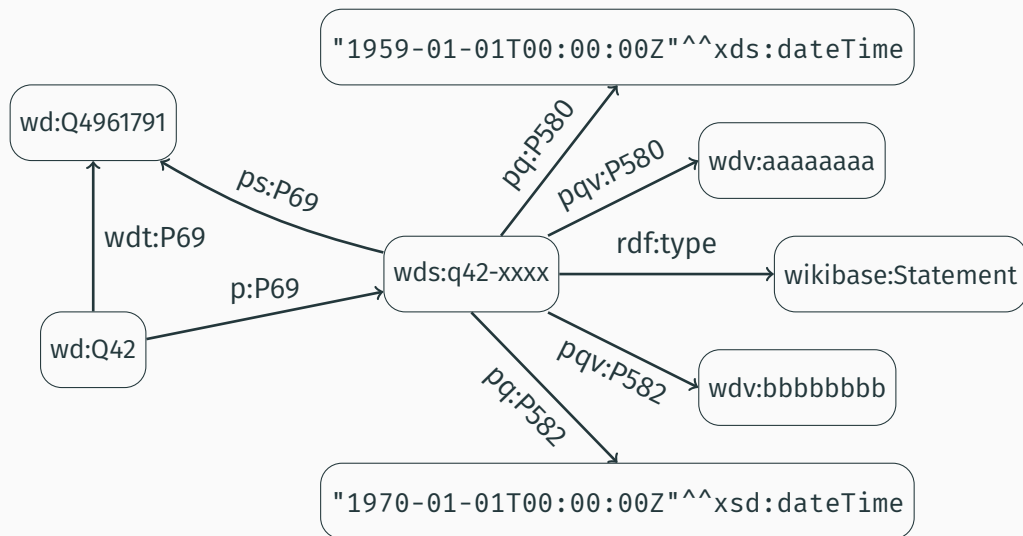 "1959-01-01T00:00:00Z"^^xds:dateTime
wd:Q4961791
pq:P580
pqv:P580
wdv:aaaaaaaa
ps:P69
wdt:P69
rdf:type
wds:q42-xxxx
wikibase:Statement
p:P69
wd:Q42
pqv:P582
pq:P582
wdv:bbbbbbbb
"1970-01-01T00:00:00Z"^^xsd:dateTime